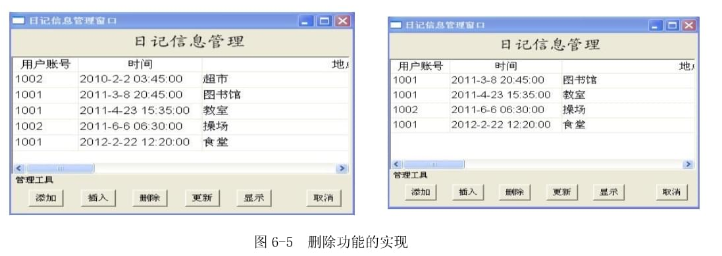 日记信息管理窗口
日记信息管理
用户账号 时间 地
1002 2010-2-2 03:45:00 超市
1001 2011-3-8 20:45:00 图书馆
1001 2011-4-23 15:35:00 教室
1002 2011-6-6 06:30:00 操场
1001 2012-2-22 12:20:00 食堂
管理工具
添加 插入 删除 更新 显示 取消
日记信息管理窗口
日记信息管理
用户账号 时间 地
1001 2011-3-8 20:45:00 图书馆
1001 2011-4-23 15:35:00 教室
1002 2011-6-6 06:30:00 操场
1001 2012-2-22 12:20:00 食堂
管理工具
添加 插入 删除 更新 显示 取消
图 6-5 删除功能的实现